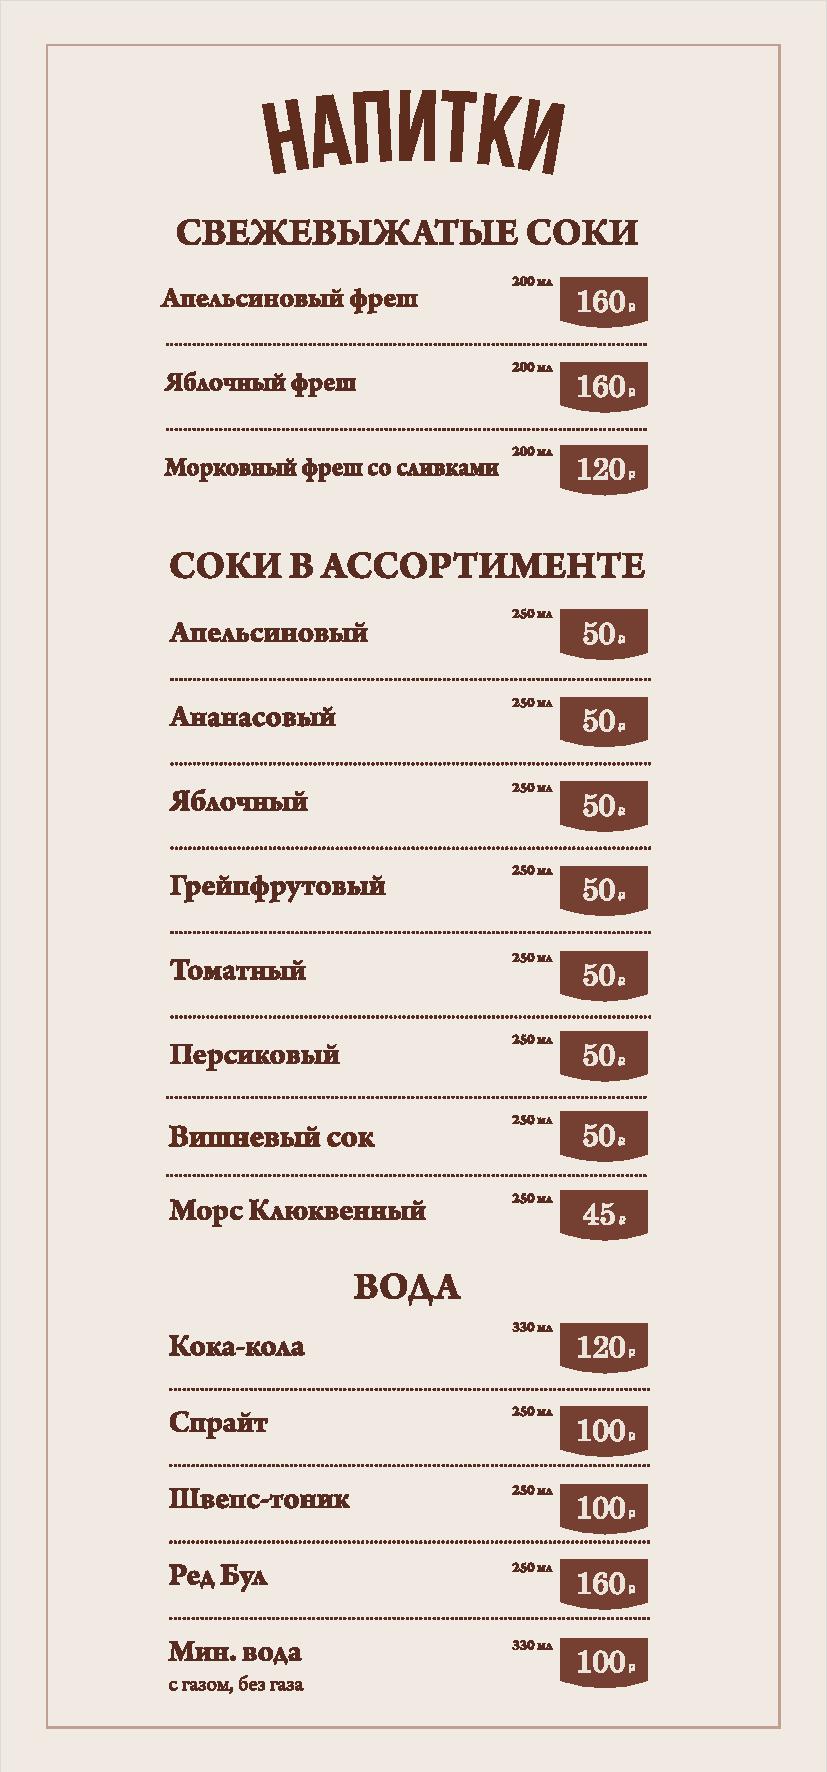 НАПИТКИ
СВЕЖЕВЫЖАТЫЕ СОКИ
Апельсиновый фреш 200 мл 160 ₽
Яблочный фреш 200 мл 160 ₽
Морковный фреш со сливками 200 мл 120 ₽
СОКИ В АССОРТИМЕНТЕ
Апельсиновый 250 мл 50 ₽
Ананасовый 250 мл 50 ₽
Яблочный 250 мл 50 ₽
Грейпфрутовый 250 мл 50 ₽
Томатный 250 мл 50 ₽
Персиковый 250 мл 50 ₽
Вишневый сок 250 мл 50 ₽
Морс Клюквенный 250 мл 45 ₽
ВОДА
Кока-кола 330 мл 120 ₽
Спрайт 250 мл 100 ₽
Швепс-тоник 250 мл 100 ₽
Ред Бул 250 мл 160 ₽
Мин. вода 330 мл 100 ₽
с газом, без газа